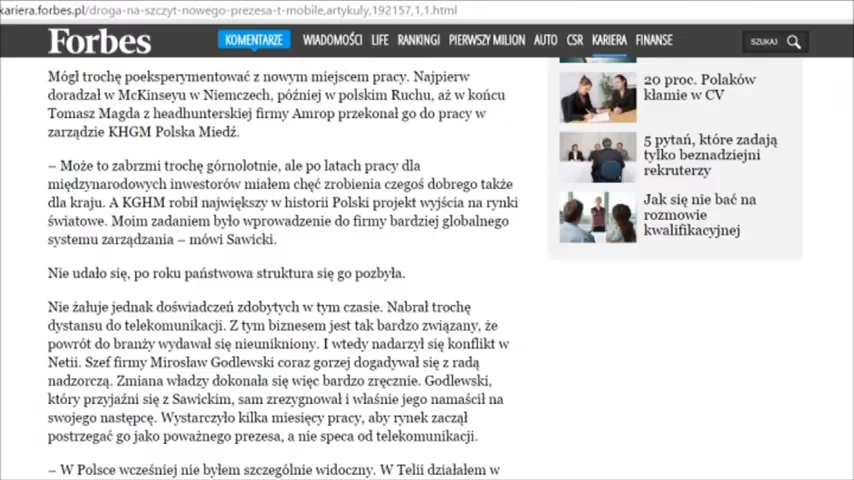 kariera.forbes.pl/droga-na-szczyt-nowego-prezesa-t-mobile,artykuly,192157,1,1.html
Forbes
KOMENTARZE WIADOMOŚCI LIFE RANKINGI PIERWSZY MILION AUTO CSR KARIERA FINANSE
SZUKAJ
Mógł trochę poeksperymentować z nowym miejscem pracy. Najpierw
doradzał w McKinseyu w Niemczech, później w polskim Ruchu, aż w końcu
Tomasz Magda z headhunterskiej firmy Amrop przekonał go do pracy w
zarządzie KHGM Polska Miedź.
– Może to zabrzmi trochę górnolotnie, ale po latach pracy dla
międzynarodowych inwestorów miałem chęć zrobienia czegoś dobrego także
dla kraju. A KGHM robił największy w historii Polski projekt wyjścia na rynki
światowe. Moim zadaniem było wprowadzenie do firmy bardziej globalnego
systemu zarządzania – mówi Sawicki.
Nie udało się, po roku państwowa struktura się go pozbyła.
Nie żałuje jednak doświadczeń zdobytych w tym czasie. Nabrał trochę
dystansu do telekomunikacji. Z tym biznesem jest tak bardzo związany, że
powrót do branży wydawał się nieunikniony. I wtedy nadarzył się konflikt w
Netii. Szef firmy Mirosław Godlewski coraz gorzej dogadywał się z radą
nadzorczą. Zmiana władzy dokonała się więc bardzo zręcznie. Godlewski,
który przyjaźni się z Sawickim, sam zrezygnował i właśnie jego namaścił na
swojego następcę. Wystarczyło kilka miesięcy pracy, aby rynek zaczął
postrzegać go jako poważnego prezesa, a nie speca od telekomunikacji.
– W Polsce wcześniej nie byłem szczególnie widoczny. W Telii działałem w
20 proc. Polaków
kłamie w CV
5 pytań, które zadają
tylko beznadziejni
rekruterzy
Jak się nie bać na
rozmowie
kwalifikacyjnej